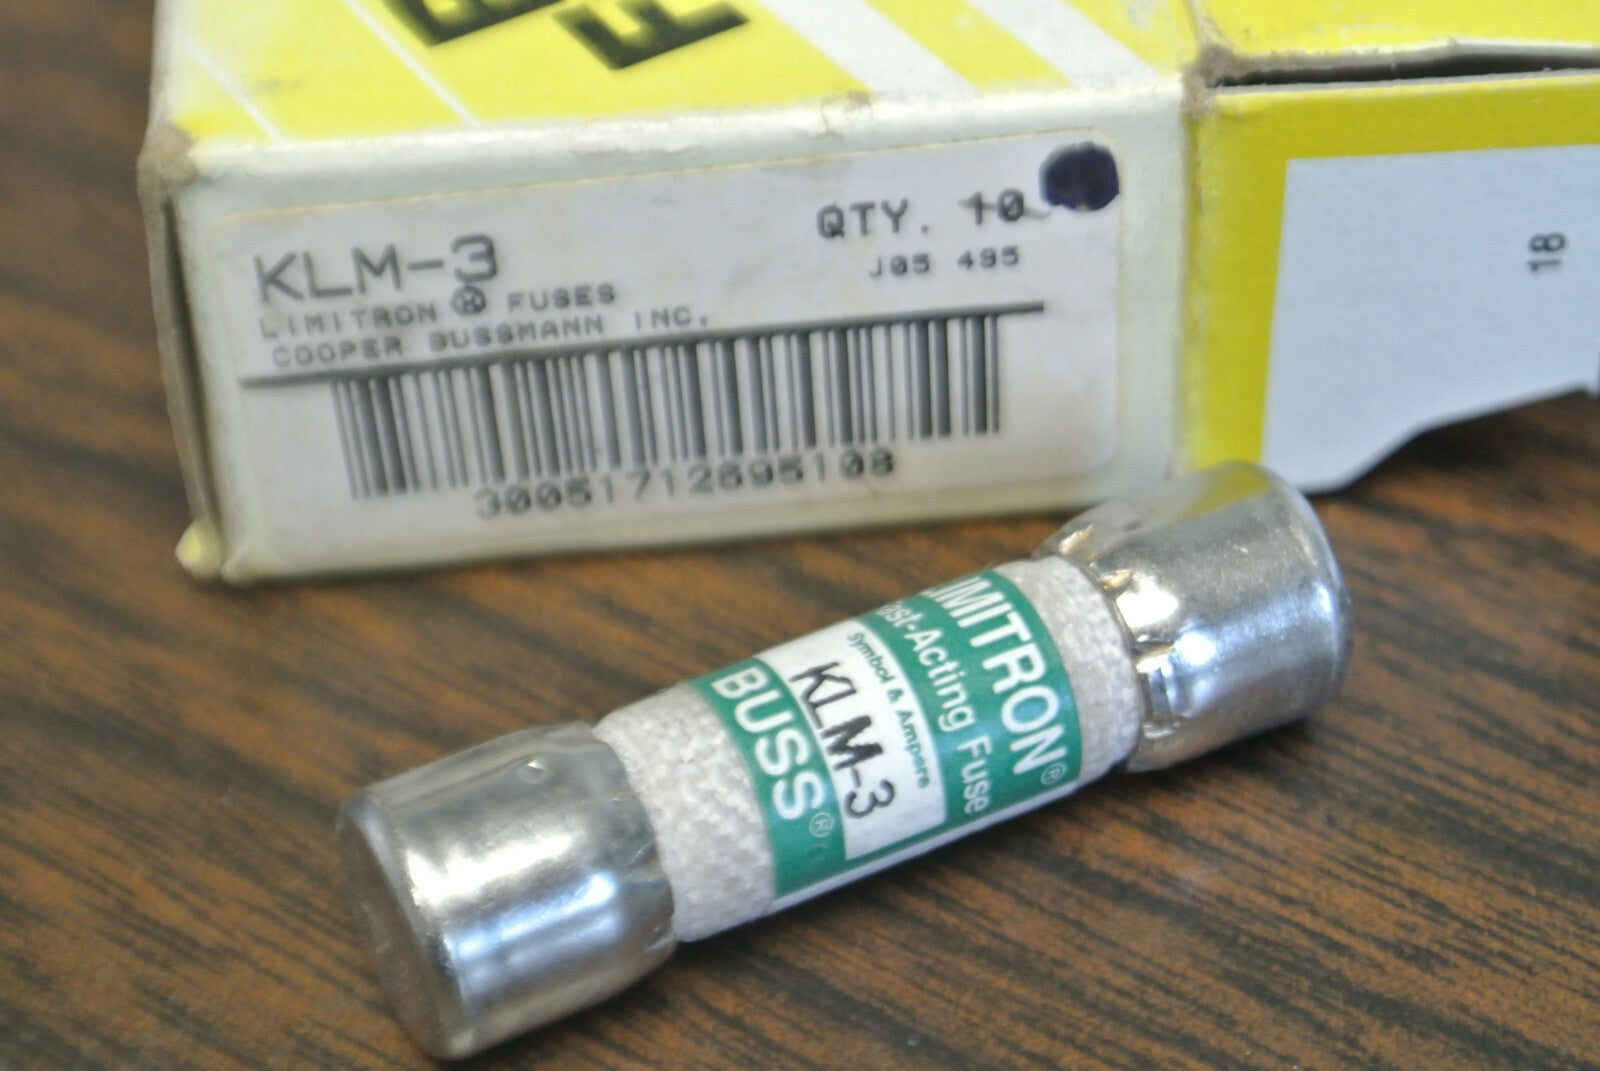 KLM-3
QTY. 10
LIMITRON ® FUSES
J05 495
COOPER BUSSMANN INC.
30051712695108
18
LIMITRON®
Fast-Acting Fuse
Symbol & Ampere
KLM-3
BUSS®